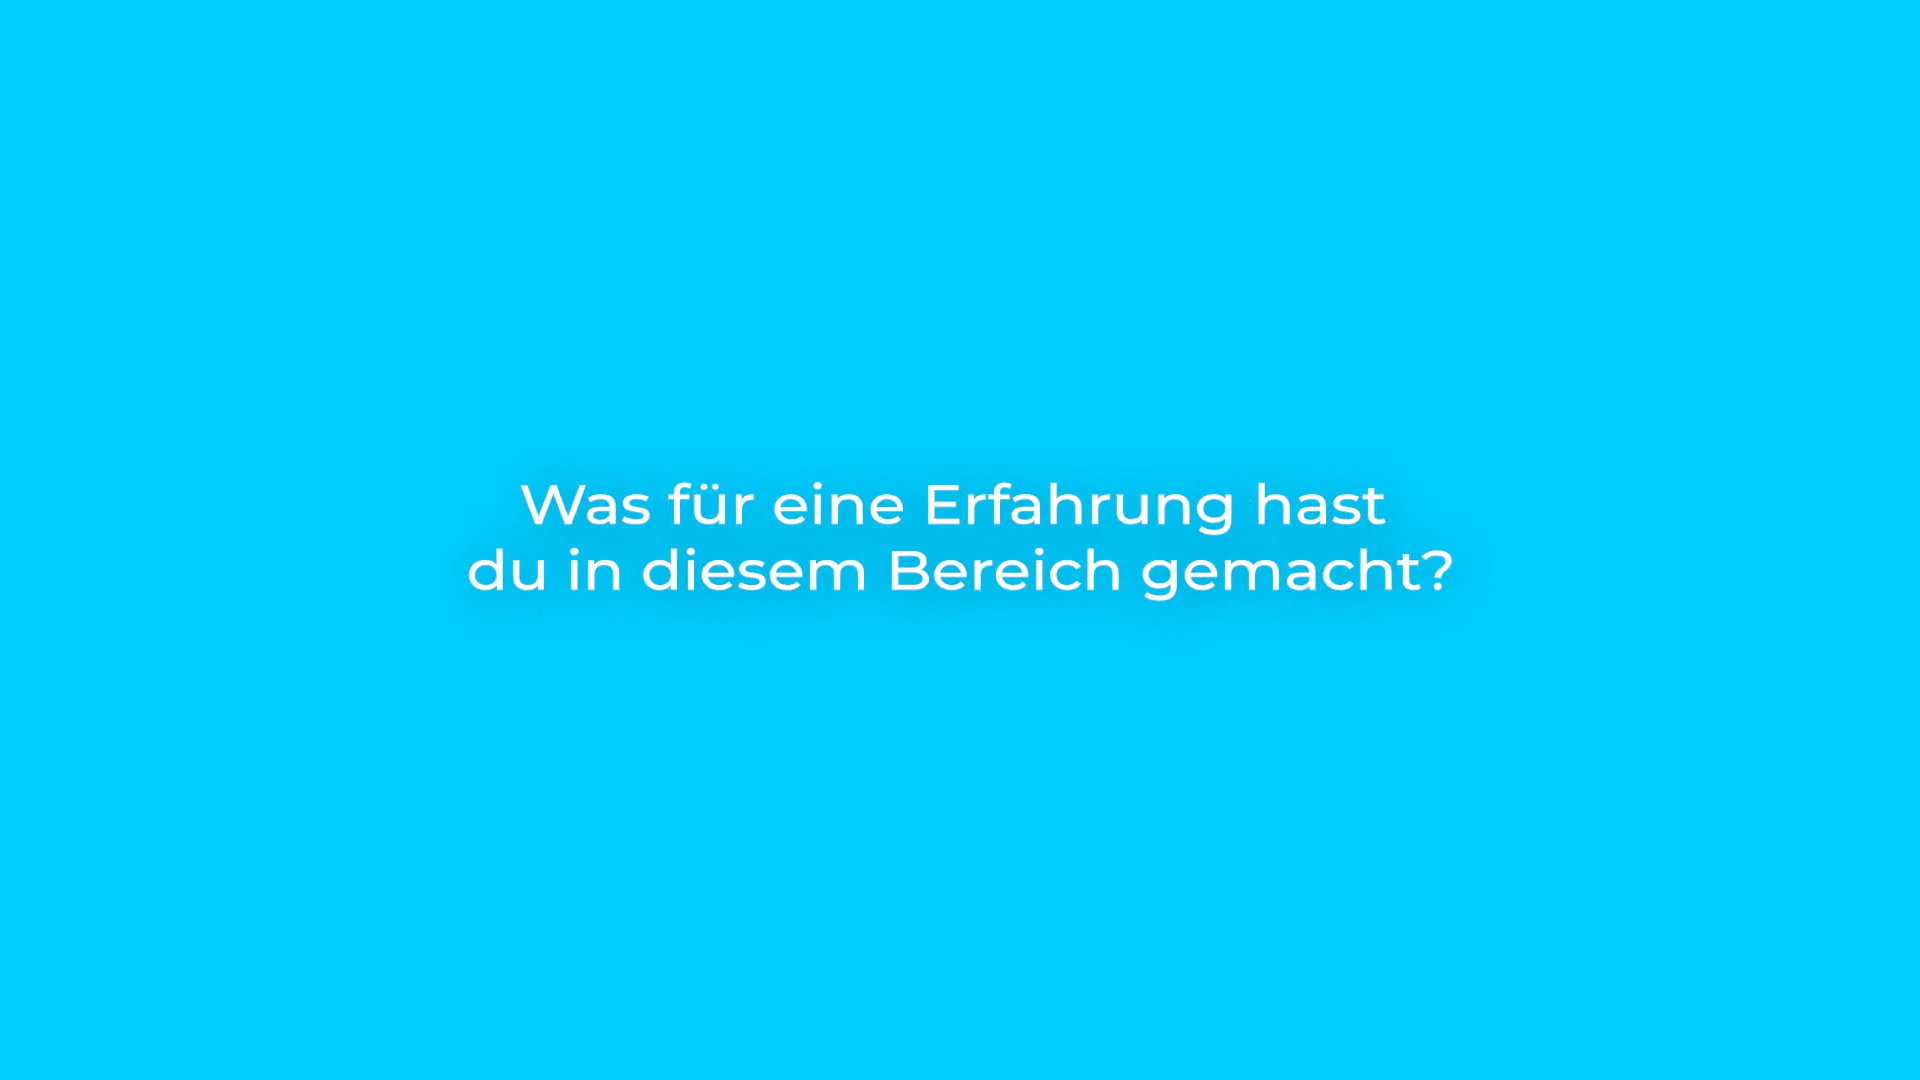 Was für eine Erfahrung hast
du in diesem Bereich gemacht?